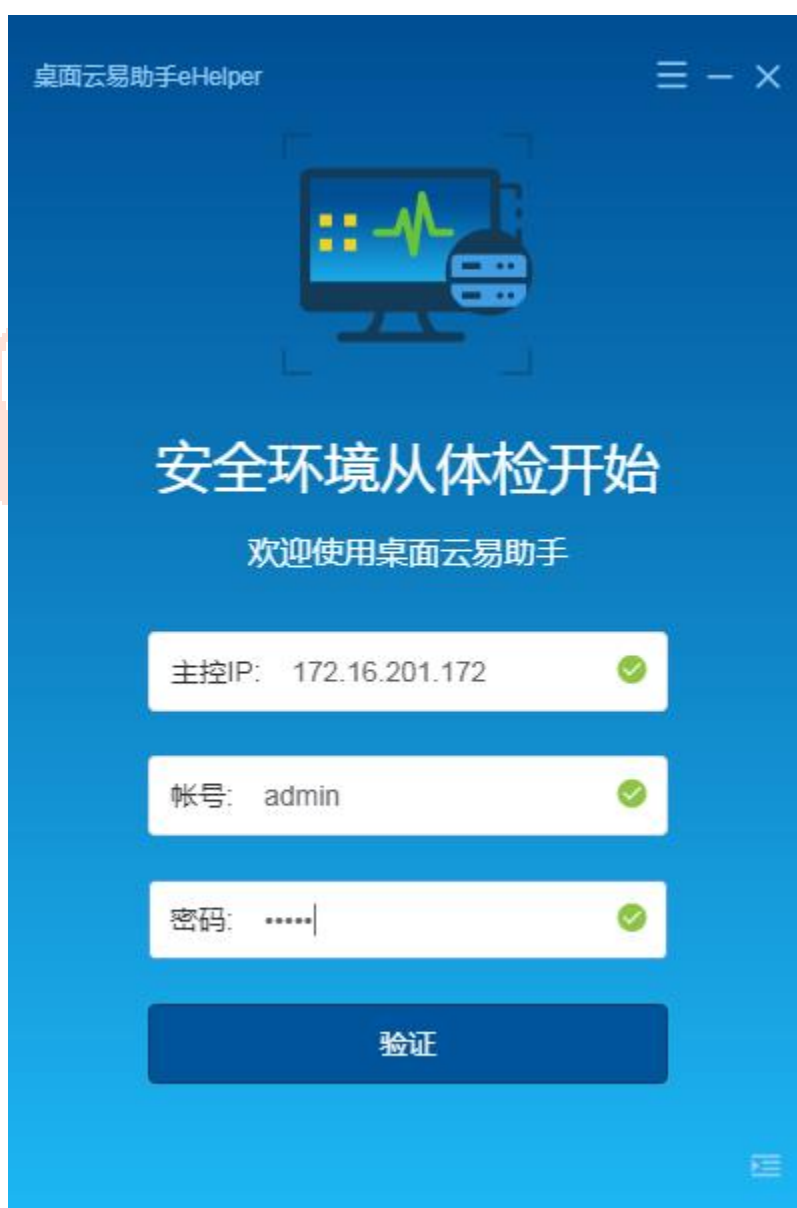 桌面云易助手eHelper
安全环境从体检开始
欢迎使用桌面云易助手
主控IP: 172.16.201.172
帐号: admin
密码: •••••
验证